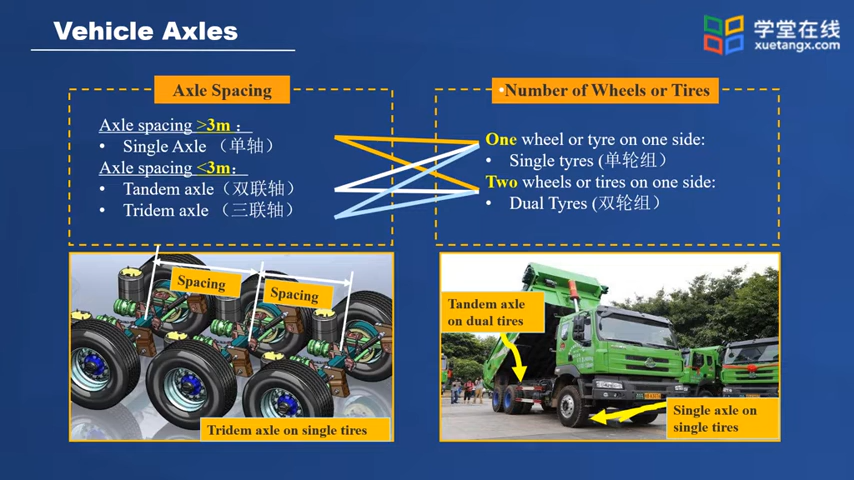 Vehicle Axles
学堂在线
xuetangx.com
Axle Spacing
Axle spacing >3m：
• Single Axle （单轴）
Axle spacing <3m：
• Tandem axle（双联轴）
• Tridem axle （三联轴）
•Number of Wheels or Tires
One wheel or tyre on one side:
• Single tyres (单轮组）
Two wheels or tires on one side:
• Dual Tyres (双轮组）
Spacing
Spacing
Tridem axle on single tires
Tandem axle
on dual tires
Single axle on
single tires